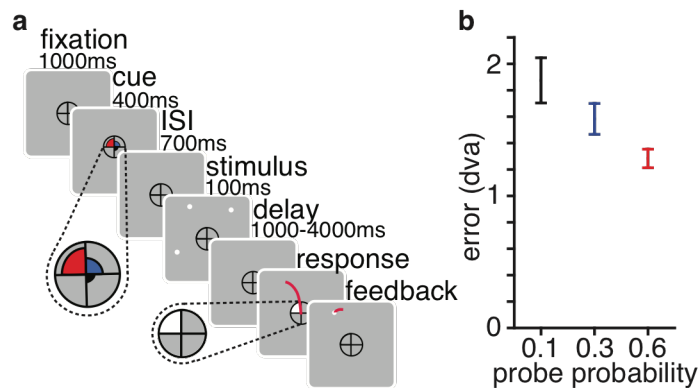 a
fixation
1000ms
cue
400ms
ISI
700ms
stimulus
100ms
delay
1000-4000ms
response
feedback
b
error (dva)
2
1
0
0.1 0.3 0.6
probe probability